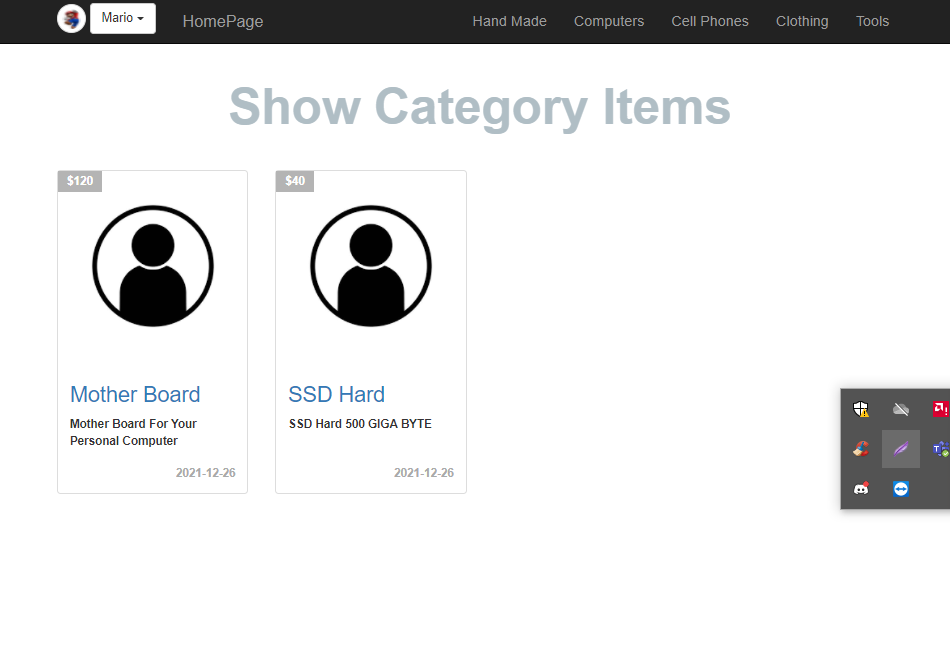 Mario
HomePage
Hand Made
Computers
Cell Phones
Clothing
Tools
Show Category Items
$120
Mother Board
Mother Board For Your
Personal Computer
2021-12-26
$40
SSD Hard
SSD Hard 500 GIGA BYTE
2021-12-26